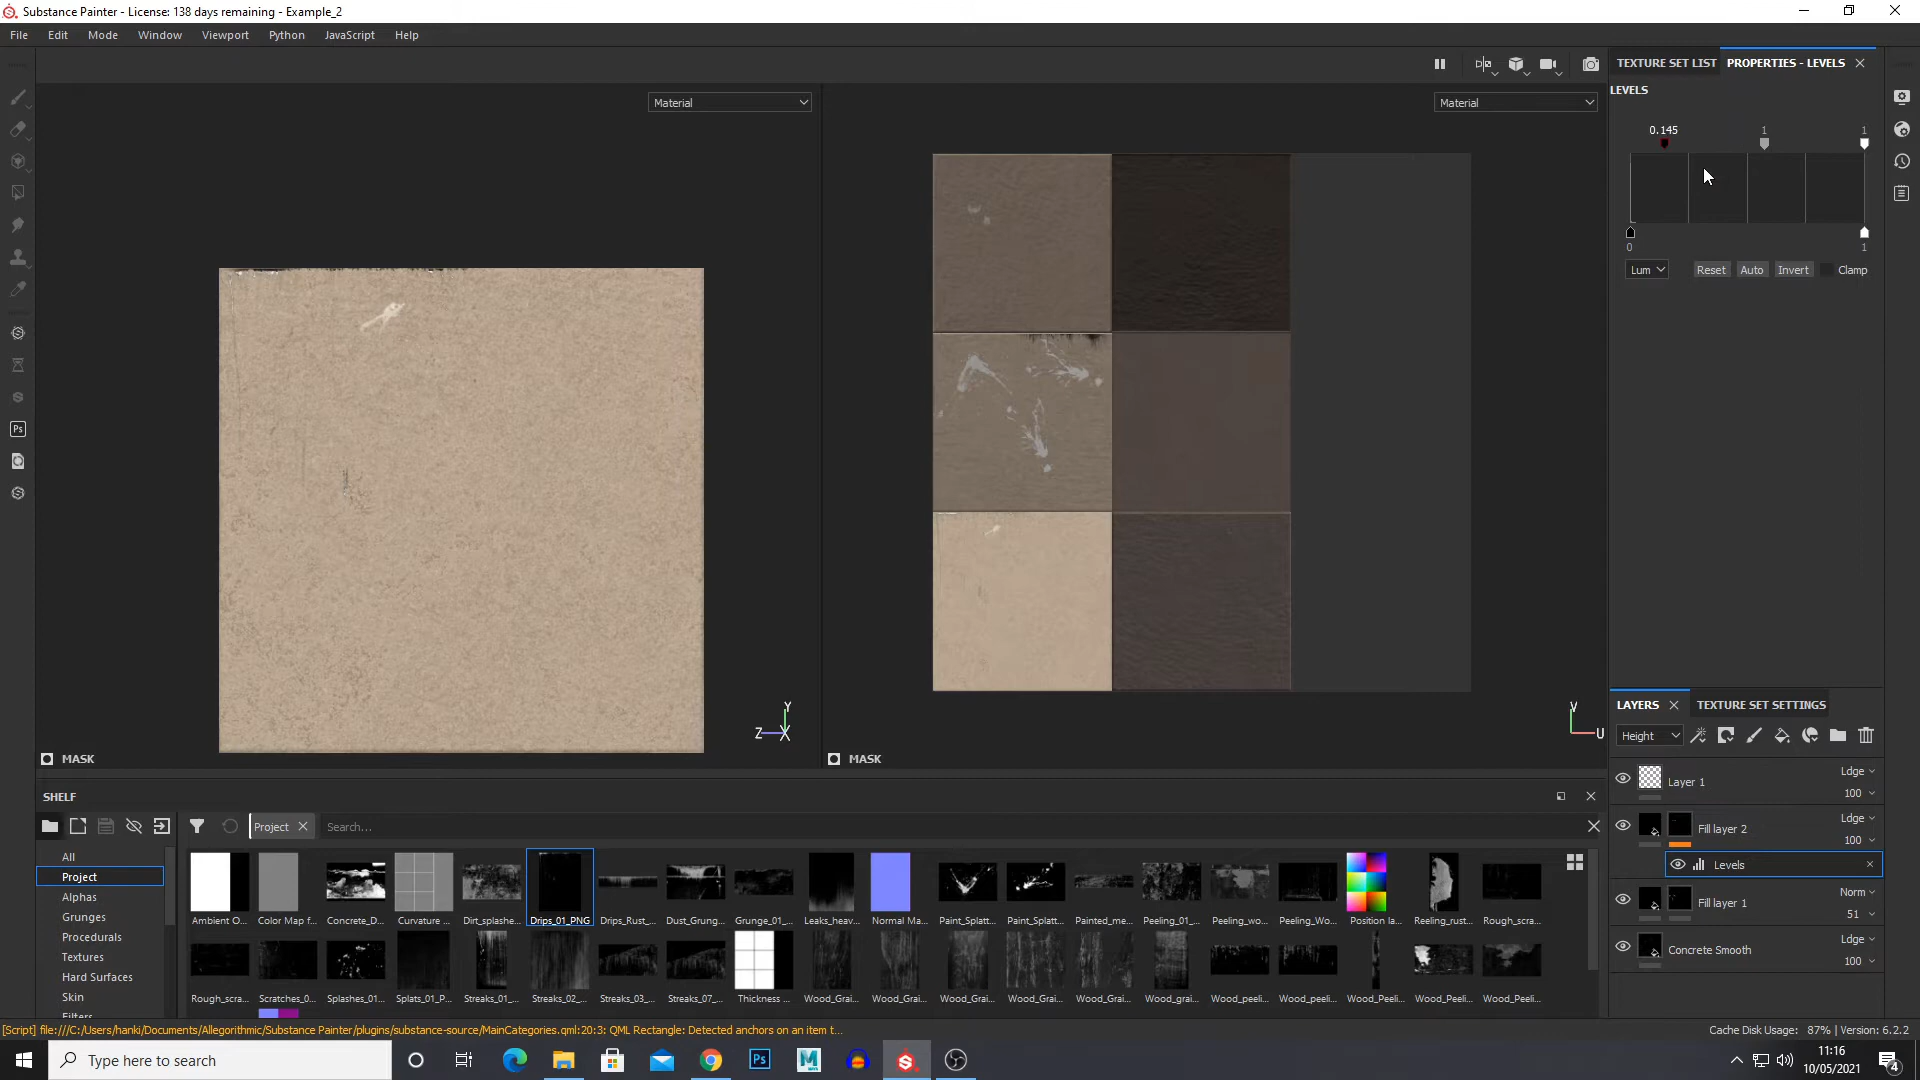 Substance Painter - License: 138 days remaining - Example_2
File Edit Mode Window Viewport Python JavaScript Help
TEXTURE SET LIST PROPERTIES - LEVELS
LEVELS
Material
Material
0.145 1 1
0 1
Lum Reset Auto Invert Clamp
Y
Z X
V
U
MASK
MASK
LAYERS TEXTURE SET SETTINGS
Height
Layer 1 Ldge 100
Fill layer 2 Ldge 100
Levels
Fill layer 1 Norm 51
Concrete Smooth Ldge 100
SHELF
Project Search...
All
Project
Alphas
Grunges
Procedurals
Textures
Hard Surfaces
Skin
Filters
Ambient O... Color Map f... Concrete_D... Curvature ... Dirt_splashe... Drips_01_PNG Drips_Rust_... Dust_Grung... Grunge_01_... Leaks_heav... Normal Ma... Paint_Splatt... Paint_Splatt... Painted_me... Peeling_01_... Peeling_wo... Peeling_Wo... Position la... Reeling_rust... Rough_scra...
Rough_scra... Scratches_0... Splashes_01... Splats_01_P... Streaks_01_... Streaks_02_... Streaks_03_... Streaks_07_... Thickness ... Wood_Grai... Wood_Grai... Wood_Grai... Wood_Grai... Wood_Grai... Wood_grai... Wood_peeli... Wood_peeli... Wood_Peeli... Wood_Peeli... Wood_Peeli...
[Script] file:///C:/Users/hanki/Documents/Allegorithmic/Substance Painter/plugins/substance-source/MainCategories.qml:20:3: QML Rectangle: Detected anchors on an item t...
Cache Disk Usage: 87% | Version: 6.2.2
Type here to search
Ps
Ps
M
11:16
10/05/2021
4